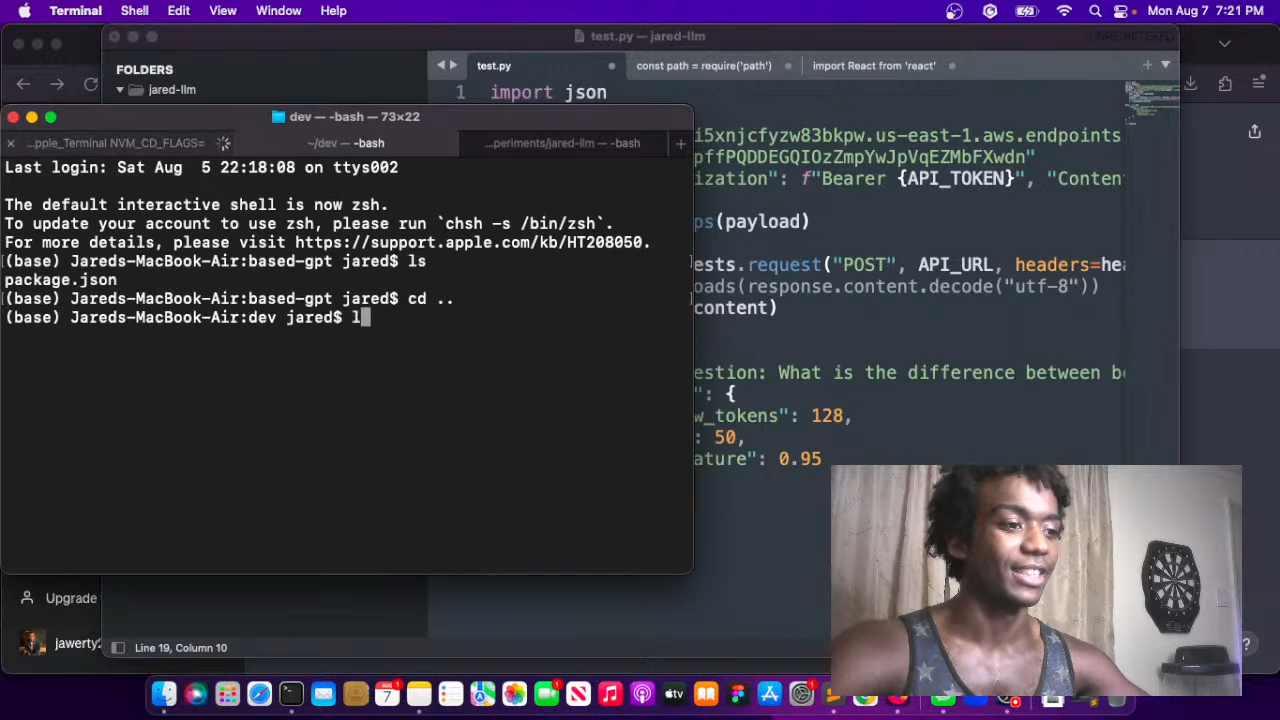 Terminal Shell Edit View Window Help Mon Aug 7 7:21 PM
test.py — jared-llm UNREGISTERED
FOLDERS
jared-llm
test.py
const path = require('path')
import React from 'react'
1 import json
dev — -bash — 73×22
...pple_Terminal NVM_CD_FLAGS=
~/dev — -bash
...periments/jared-llm — -bash
Last login: Sat Aug 5 22:18:08 on ttys002
The default interactive shell is now zsh.
To update your account to use zsh, please run `chsh -s /bin/zsh`.
For more details, please visit https://support.apple.com/kb/HT208050.
(base) Jareds-MacBook-Air:based-gpt jared$ ls
package.json
(base) Jareds-MacBook-Air:based-gpt jared$ cd ..
(base) Jareds-MacBook-Air:dev jared$ l
i5xnjcfyzw83bkpw.us-east-1.aws.endpoints
pffPQDDEGQIOzZmpYwJpVqEZMbFXwdn"
ization": f"Bearer {API_TOKEN}", "Conten
ps(payload)
ests.request("POST", API_URL, headers=hea
oads(response.content.decode("utf-8"))
content)
estion: What is the difference between be
": {
w_tokens": 128,
: 50,
ature": 0.95
Upgrade
jawerty
Line 19, Column 10
AUG
7
tv